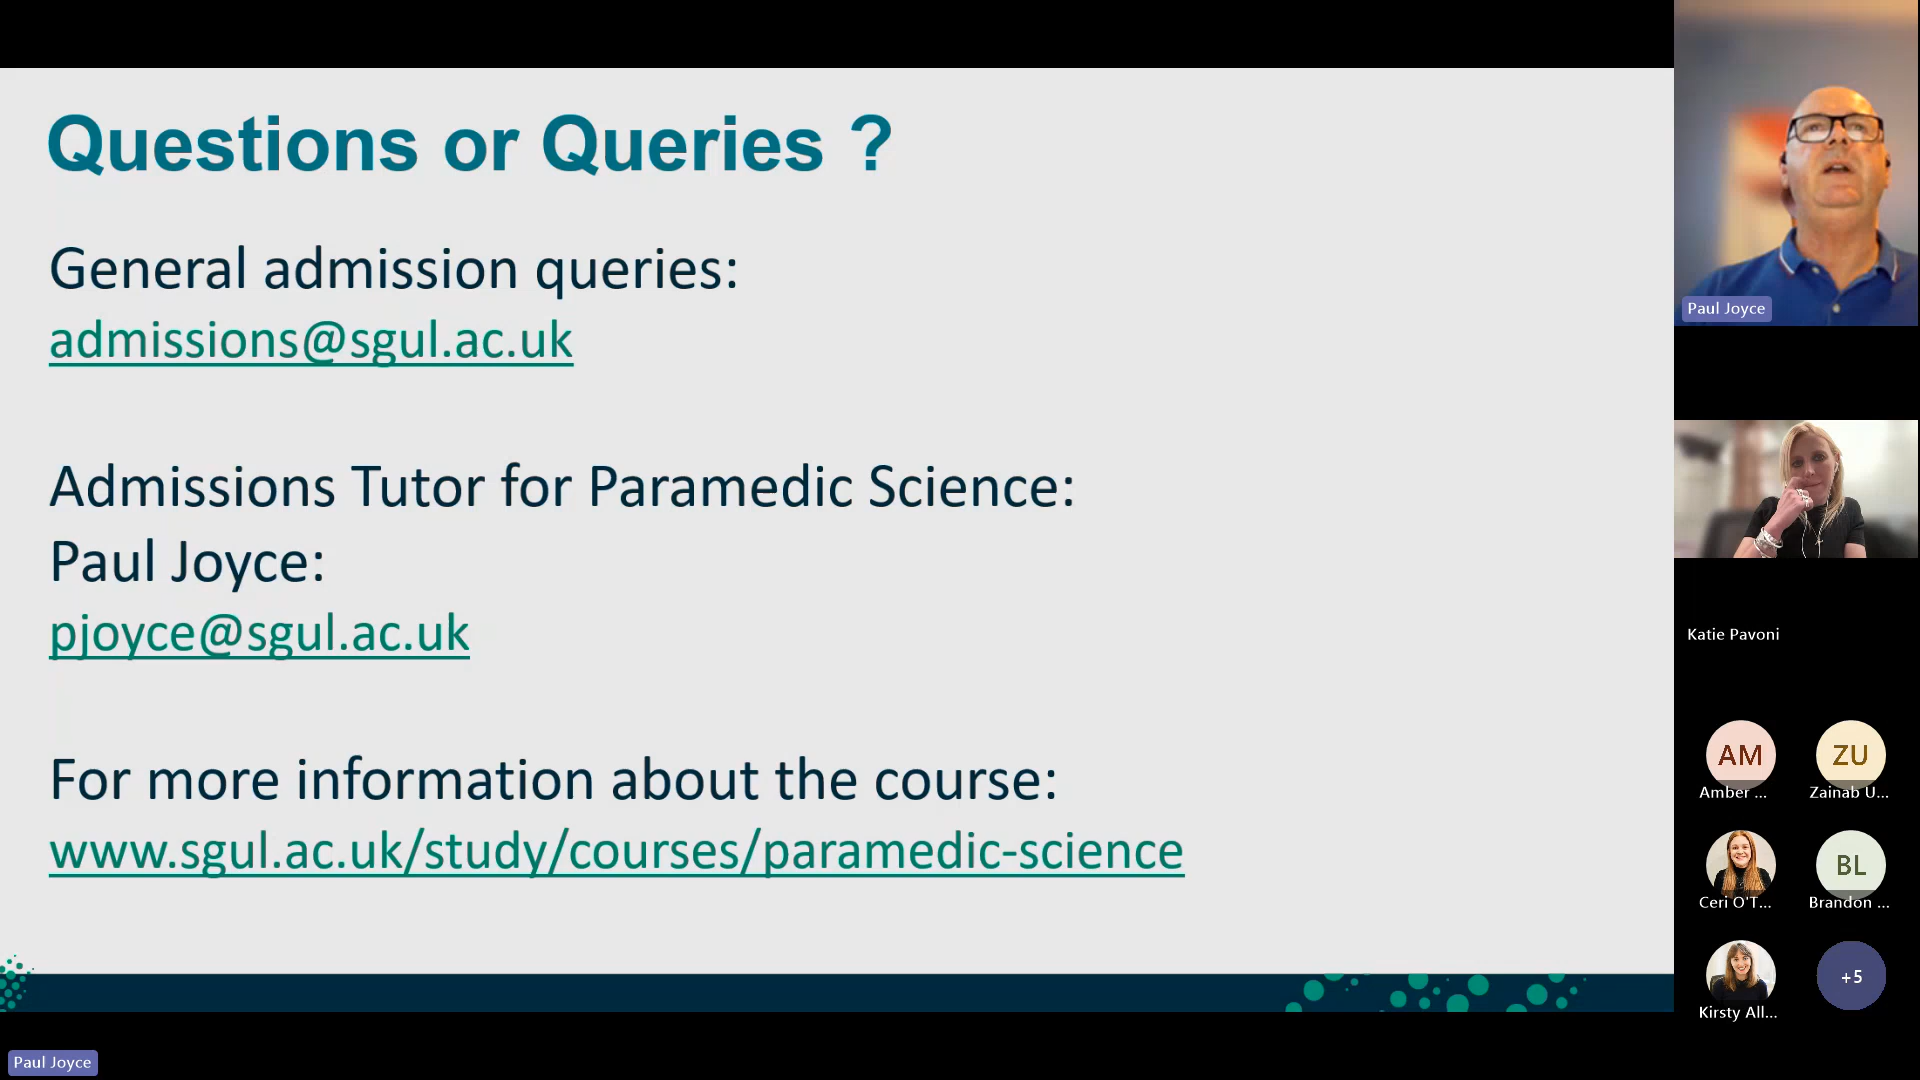 Questions or Queries ?
General admission queries:
admissions@sgul.ac.uk
Admissions Tutor for Paramedic Science:
Paul Joyce:
pjoyce@sgul.ac.uk
For more information about the course:
www.sgul.ac.uk/study/courses/paramedic-science
Paul Joyce
Katie Pavoni
AM
Amber ...
ZU
Zainab U...
Ceri O'T...
BL
Brandon ...
Kirsty All...
+5
Paul Joyce